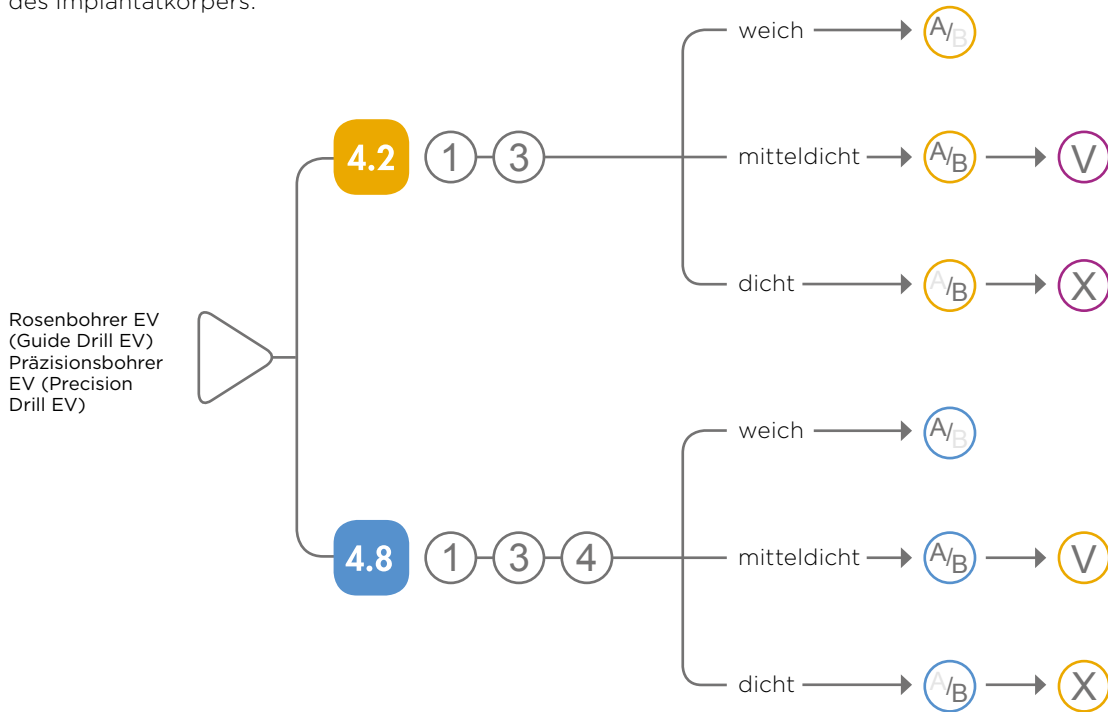 des Implantatkörpers.
weich A/B
4.2 1 3 mitteldicht A/B V
dicht A/B X
Rosenbohrer EV
(Guide Drill EV)
Präzisionsbohrer
EV (Precision
Drill EV)
weich A/B
4.8 1 3 4 mitteldicht A/B V
dicht A/B X